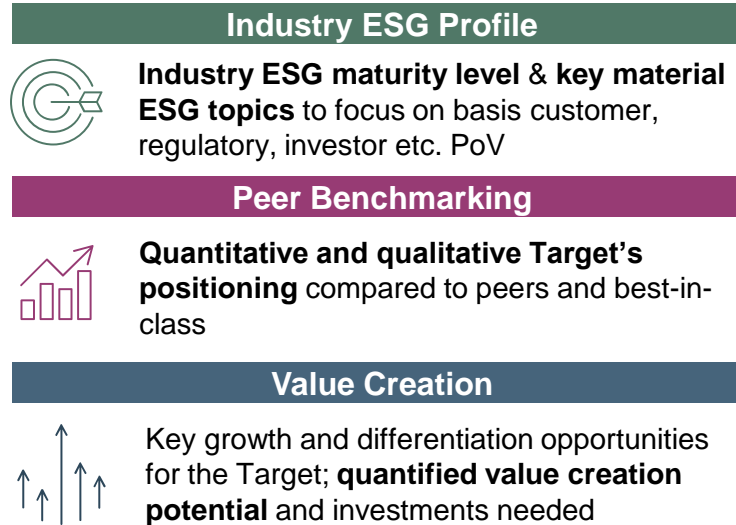 Industry ESG Profile
Industry ESG maturity level & key material
ESG topics to focus on basis customer,
regulatory, investor etc. PoV
Peer Benchmarking
Quantitative and qualitative Target's
positioning compared to peers and best-in-
class
Value Creation
Key growth and differentiation opportunities
for the Target; quantified value creation
potential and investments needed